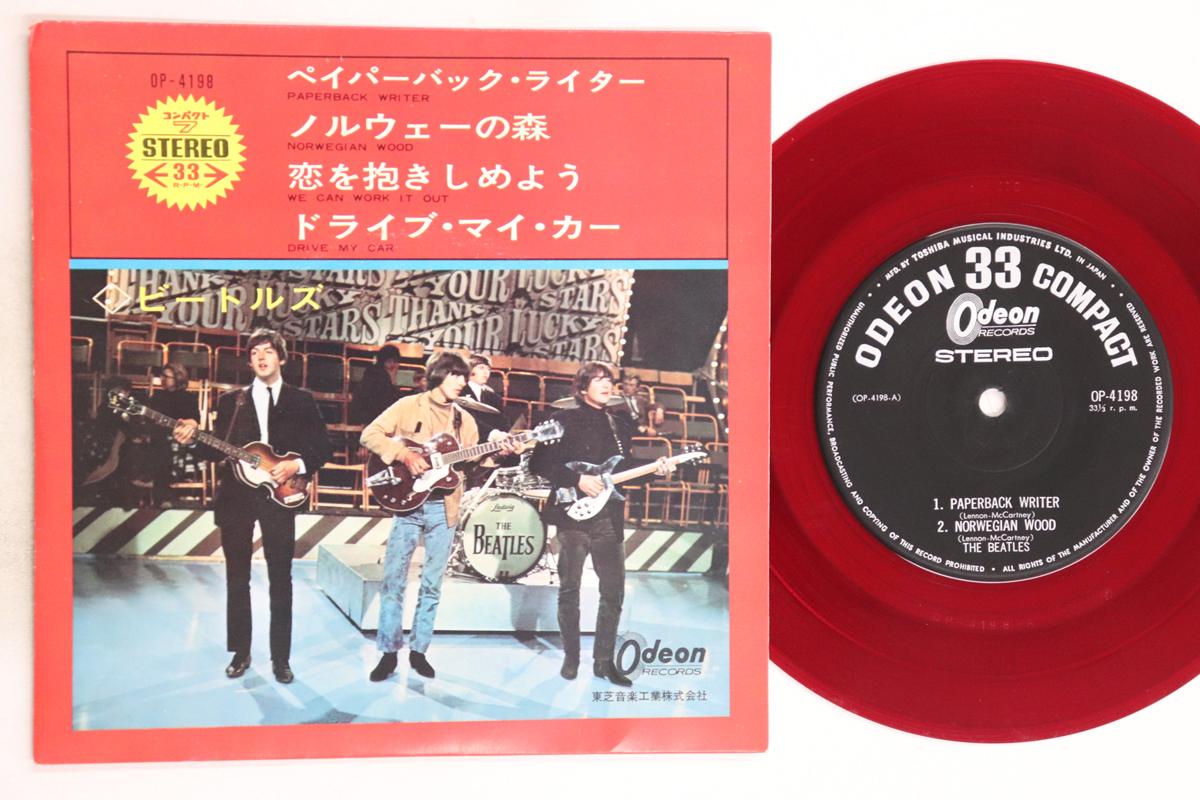 OP-4198
コンパクト
7
STEREO
33
R・P・M・
ペイパーバック・ライター
PAPERBACK WRITER
ノルウェーの森
NORWEGIAN WOOD
恋を抱きしめよう
WE CAN WORK IT OUT
ドライブ・マイ・カー
DRIVE MY CAR
ビートルズ
THANK YOUR LUCKY STARS
THANK YOUR LUCKY STARS
Ludwig
THE
BEATLES
Odeon
RECORDS
東芝音楽工業株式会社
MFD. BY TOSHIBA MUSICAL INDUSTRIES LTD. IN JAPAN
ODEON 33 COMPACT
Odeon
RECORDS
STEREO
(OP-4198-A)
OP-4198
33⅓ r. p. m.
1. PAPERBACK WRITER
(Lennon-McCartney)
2. NORWEGIAN WOOD
(Lennon-McCartney)
THE BEATLES
UNAUTHORIZED PUBLIC PERFORMANCE, BROADCASTING AND COPYING OF THIS RECORD PROHIBITED • ALL RIGHTS OF THE MANUFACTURER AND OF THE OWNER OF THE RECORDED WORK ARE RESERVED